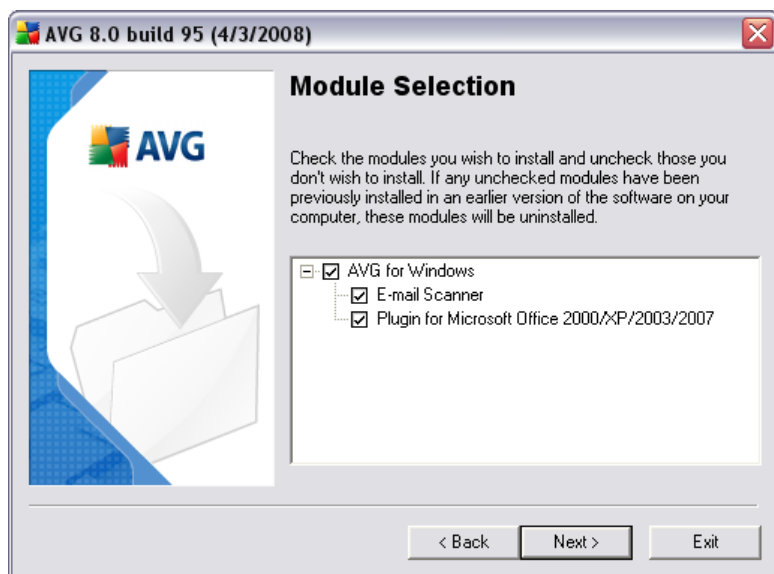 AVG 8.0 build 95 (4/3/2008)
AVG
Module Selection
Check the modules you wish to install and uncheck those you
don't wish to install. If any unchecked modules have been
previously installed in an earlier version of the software on your
computer, these modules will be uninstalled.
AVG for Windows
E-mail Scanner
Plugin for Microsoft Office 2000/XP/2003/2007
< Back
Next >
Exit